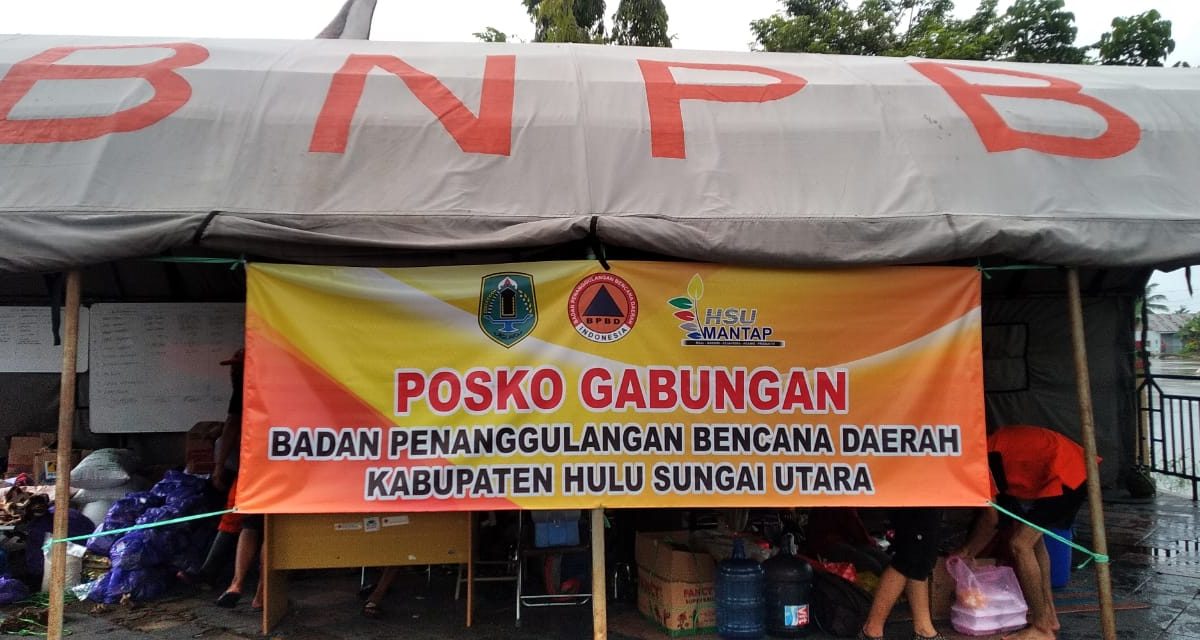 BNPB
BADAN PENANGGULANGAN BENCANA DAERAH
BPBD
INDONESIA
HSU
MANTAP
POSKO GABUNGAN
BADAN PENANGGULANGAN BENCANA DAERAH
KABUPATEN HULU SUNGAI UTARA
VIT